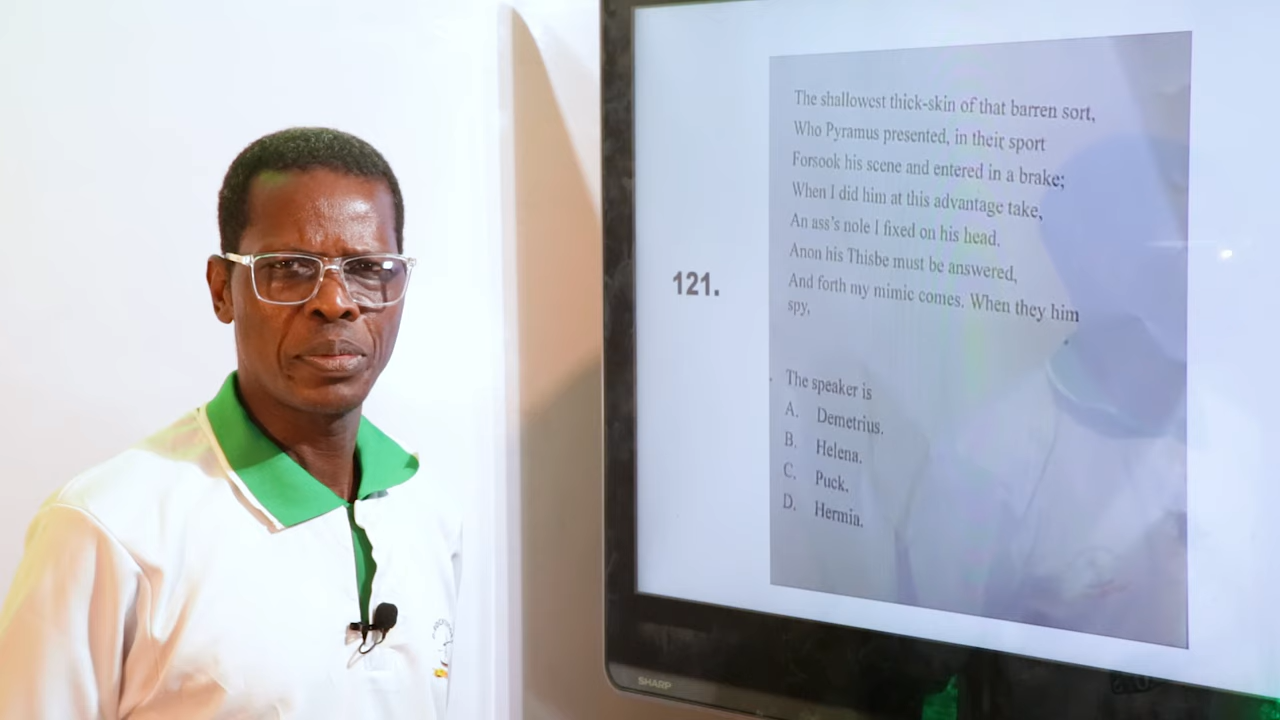 The shallowest thick-skin of that barren sort,
Who Pyramus presented, in their sport
Forsook his scene and entered in a brake;
When I did him at this advantage take,
An ass's nole I fixed on his head.
Anon his Thisbe must be answered,
And forth my mimic comes. When they him
spy,
121.
The speaker is
A. Demetrius.
B. Helena.
C. Puck.
D. Hermia.
SHARP